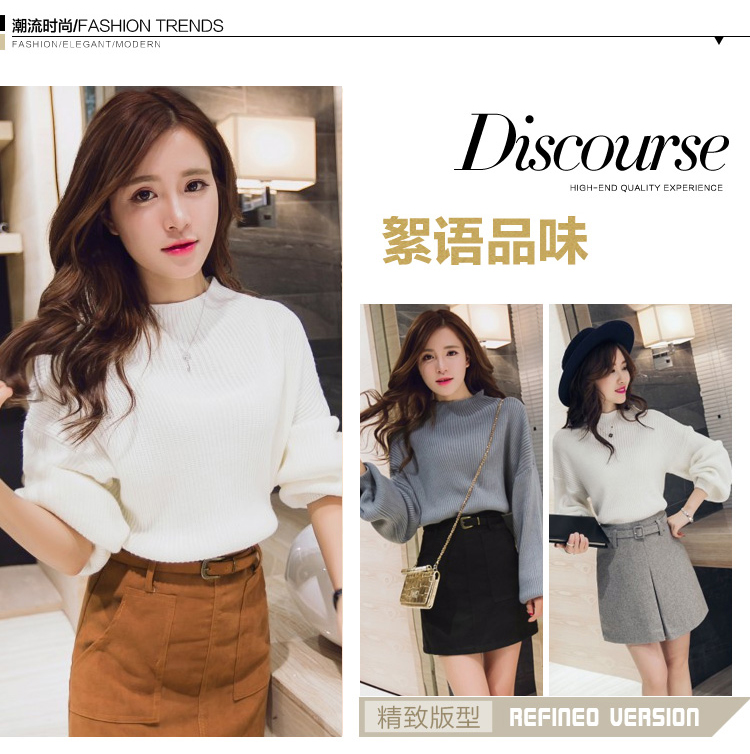 潮流时尚/FASHION TRENDS
FASHION/ELEGANT/MODERN
Discourse
HIGH-END QUALITY EXPERIENCE
絮语品味
精致版型 REFINED VERSION